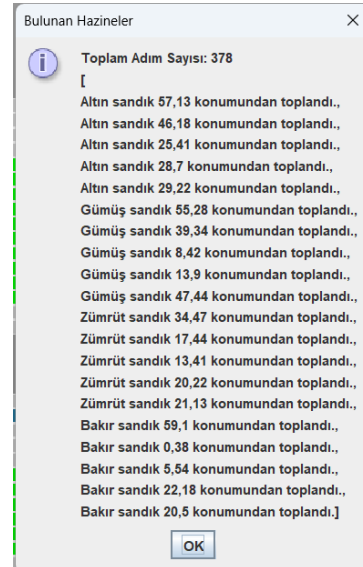 Bulunan Hazineler
Toplam Adım Sayısı: 378
[
Altın sandık 57,13 konumundan toplandı.,
Altın sandık 46,18 konumundan toplandı.,
Altın sandık 25,41 konumundan toplandı.,
Altın sandık 28,7 konumundan toplandı.,
Altın sandık 29,22 konumundan toplandı.,
Gümüş sandık 55,28 konumundan toplandı.,
Gümüş sandık 39,34 konumundan toplandı.,
Gümüş sandık 8,42 konumundan toplandı.,
Gümüş sandık 13,9 konumundan toplandı.,
Gümüş sandık 47,44 konumundan toplandı.,
Zümrüt sandık 34,47 konumundan toplandı.,
Zümrüt sandık 17,44 konumundan toplandı.,
Zümrüt sandık 13,41 konumundan toplandı.,
Zümrüt sandık 20,22 konumundan toplandı.,
Zümrüt sandık 21,13 konumundan toplandı.,
Bakır sandık 59,1 konumundan toplandı.,
Bakır sandık 0,38 konumundan toplandı.,
Bakır sandık 5,54 konumundan toplandı.,
Bakır sandık 22,18 konumundan toplandı.,
Bakır sandık 20,5 konumundan toplandı.]
OK